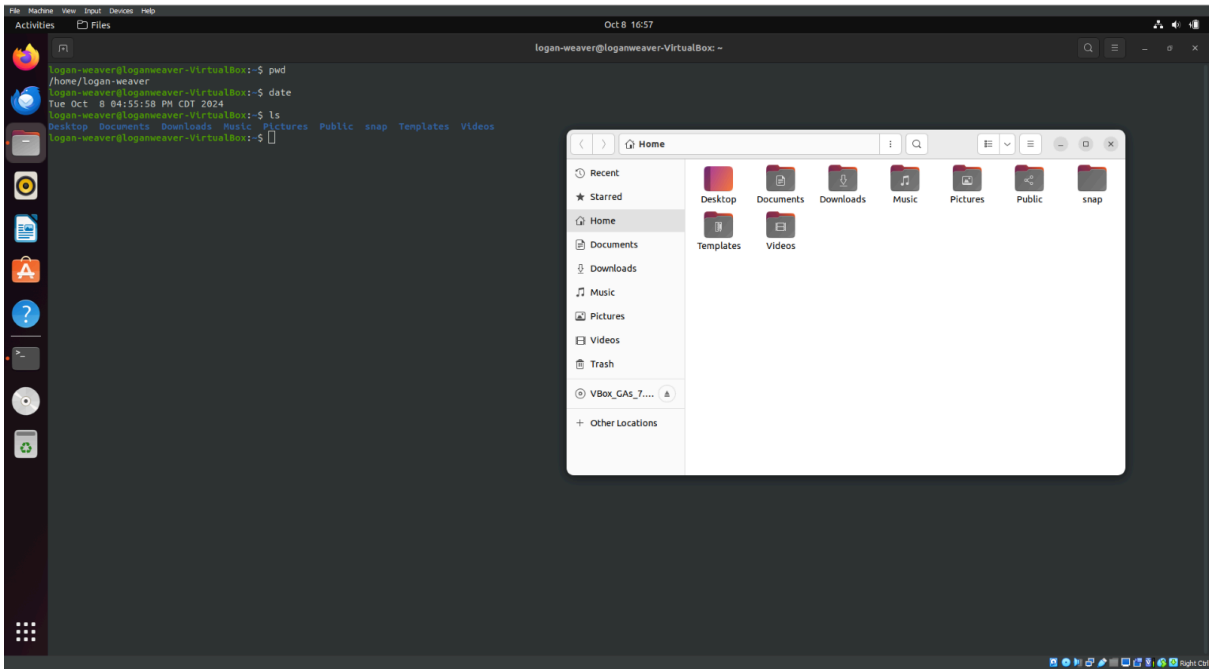 File Machine View Input Devices Help
Activities Files Oct 8 16:57
logan-weaver@loganweaver-VirtualBox: ~
logan-weaver@loganweaver-VirtualBox:~$ pwd
/home/logan-weaver
logan-weaver@loganweaver-VirtualBox:~$ date
Tue Oct  8 04:55:58 PM CDT 2024
logan-weaver@loganweaver-VirtualBox:~$ ls
Desktop Documents Downloads Music Pictures Public snap Templates Videos
logan-weaver@loganweaver-VirtualBox:~$
Home
Recent
Starred
Home
Documents
Downloads
Music
Pictures
Videos
Trash
VBox_GAs_7....
+ Other Locations
Desktop Documents Downloads Music Pictures Public snap
Templates Videos
Right Ctrl